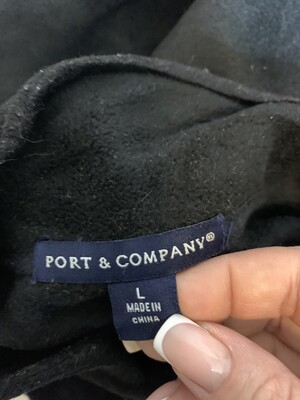 PORT & COMPANY®
L
MADE IN
CHINA